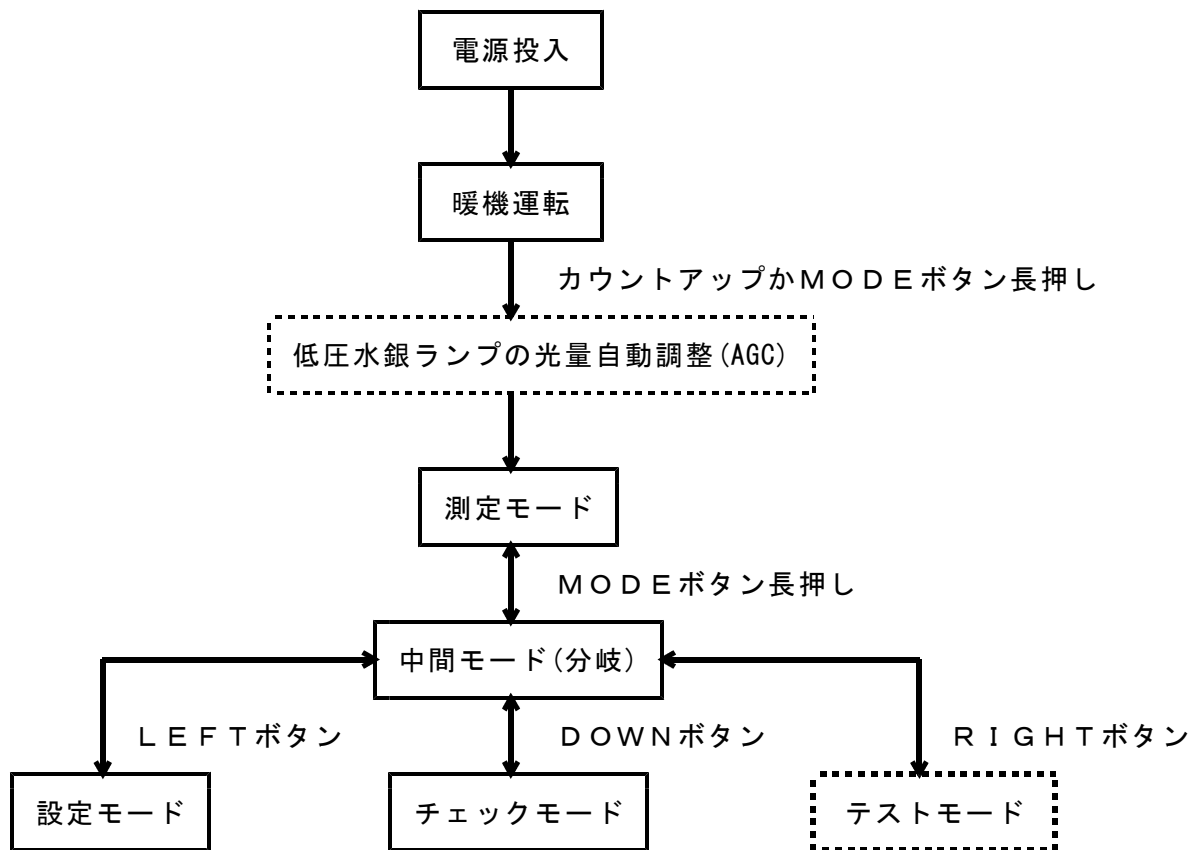 電源投入
暖機運転
カウントアップかＭＯＤＥボタン長押し
低圧水銀ランプの光量自動調整(AGC)
測定モード
ＭＯＤＥボタン長押し
中間モード(分岐)
ＬＥＦＴボタン
ＤＯＷＮボタン
ＲＩＧＨＴボタン
設定モード
チェックモード
テストモード